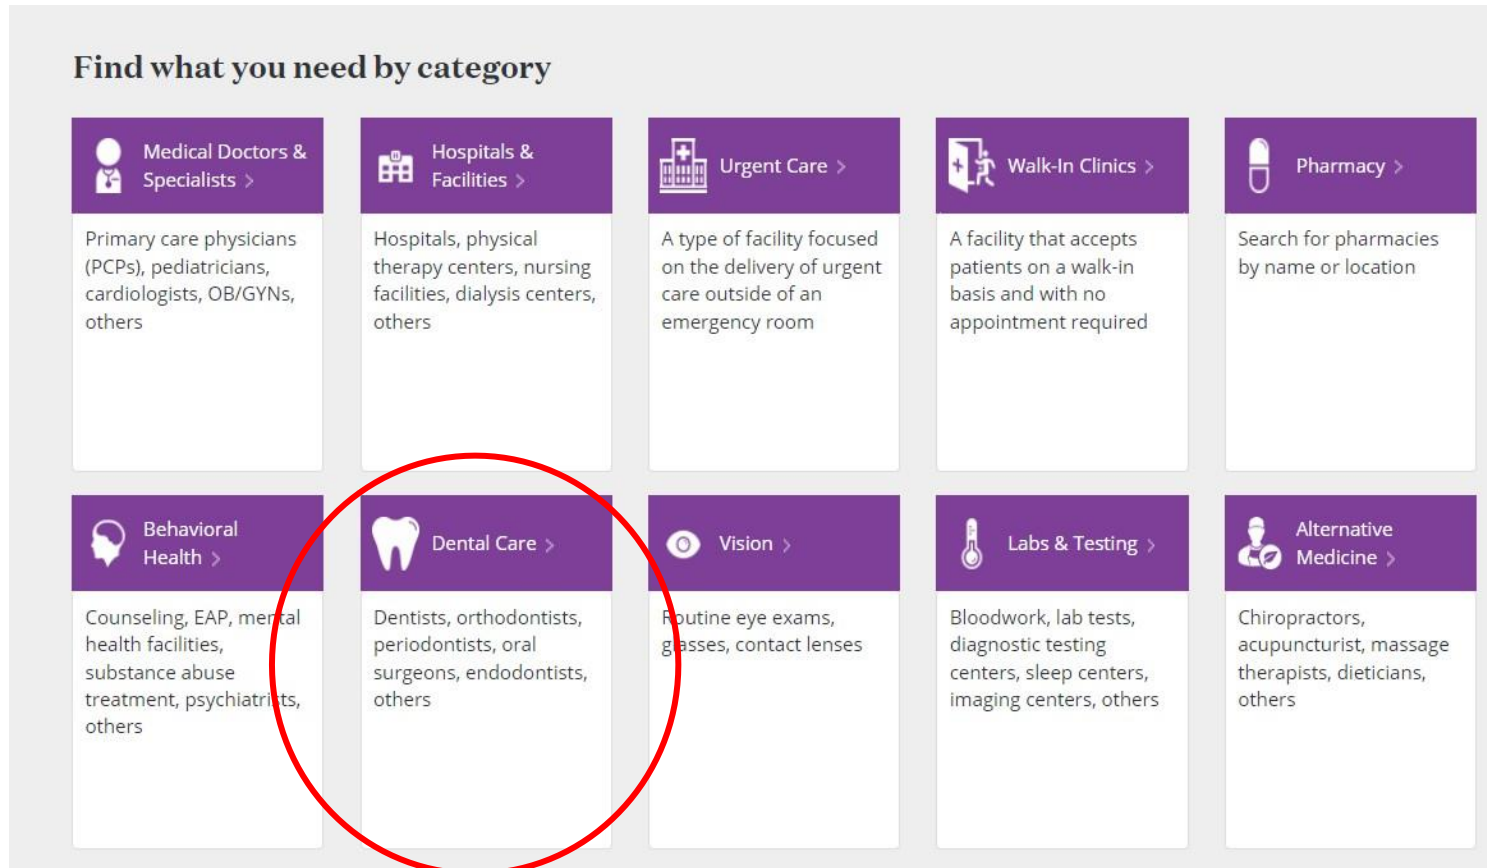 Find what you need by category
Medical Doctors &
Specialists >
Primary care physicians
(PCPs), pediatricians,
cardiologists, OB/GYNs,
others
Hospitals &
Facilities >
Hospitals, physical
therapy centers, nursing
facilities, dialysis centers,
others
Urgent Care >
A type of facility focused
on the delivery of urgent
care outside of an
emergency room
Walk-In Clinics >
A facility that accepts
patients on a walk-in
basis and with no
appointment required
Pharmacy >
Search for pharmacies
by name or location
Behavioral
Health >
Counseling, EAP, mental
health facilities,
substance abuse
treatment, psychiatrists,
others
Dental Care >
Dentists, orthodontists,
periodontists, oral
surgeons, endodontists,
others
Vision >
Routine eye exams,
glasses, contact lenses
Labs & Testing >
Bloodwork, lab tests,
diagnostic testing
centers, sleep centers,
imaging centers, others
Alternative
Medicine >
Chiropractors,
acupuncturist, massage
therapists, dieticians,
others